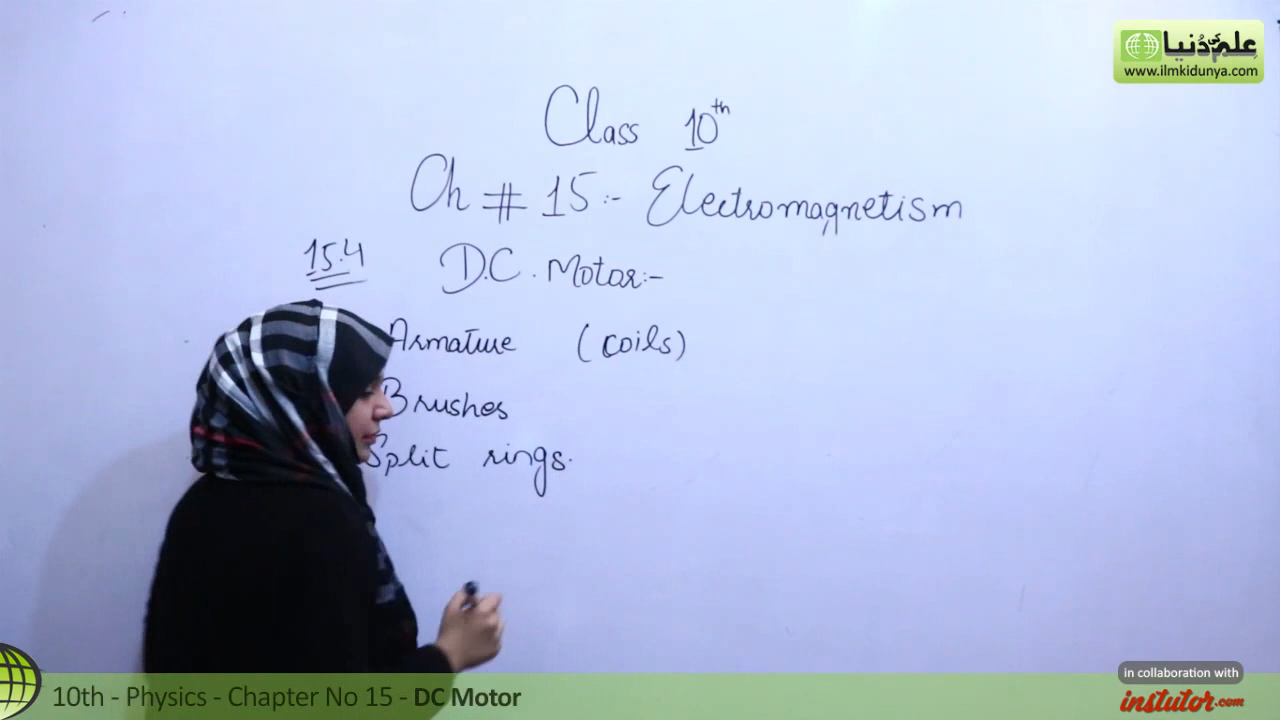 علم کی دُنیا
www.ilmkidunya.com
Class 10th
Ch # 15:- Electromagnetism
15.4 D.C. Motor:-
Armature (coils)
Brushes
Split rings.
in collaboration with
instutor.com
10th - Physics - Chapter No 15 - DC Motor